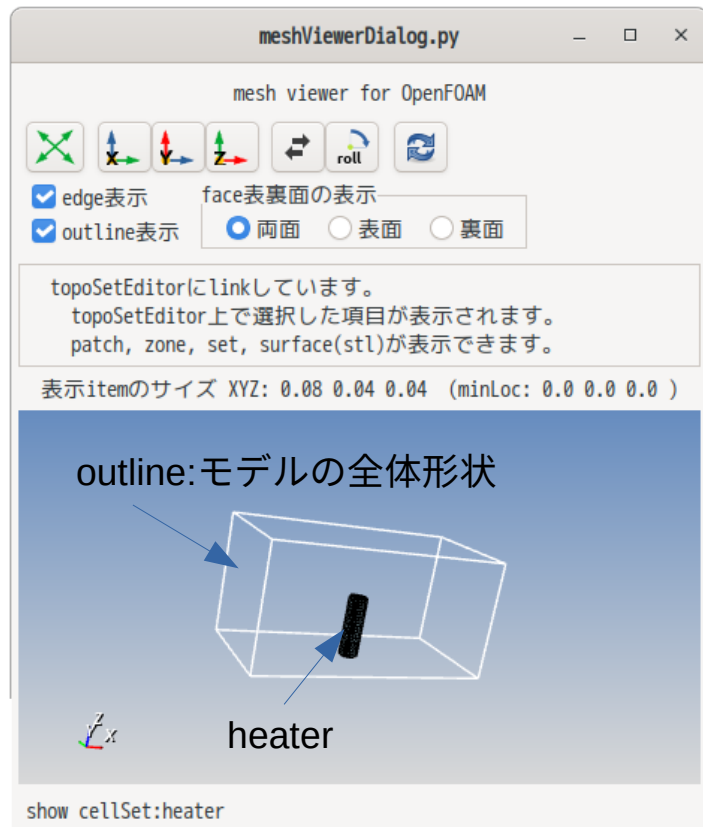 meshViewerDialog.py
mesh viewer for OpenFOAM
X Y Z roll
edge表示 face表裏面の表示
outline表示 両面 表面 裏面
topoSetEditorにlinkしています。
topoSetEditor上で選択した項目が表示されます。
patch, zone, set, surface(stl)が表示できます。
表示itemのサイズ XYZ: 0.08 0.04 0.04 (minLoc: 0.0 0.0 0.0 )
outline:モデルの全体形状
heater
Z
Y X
show cellSet:heater